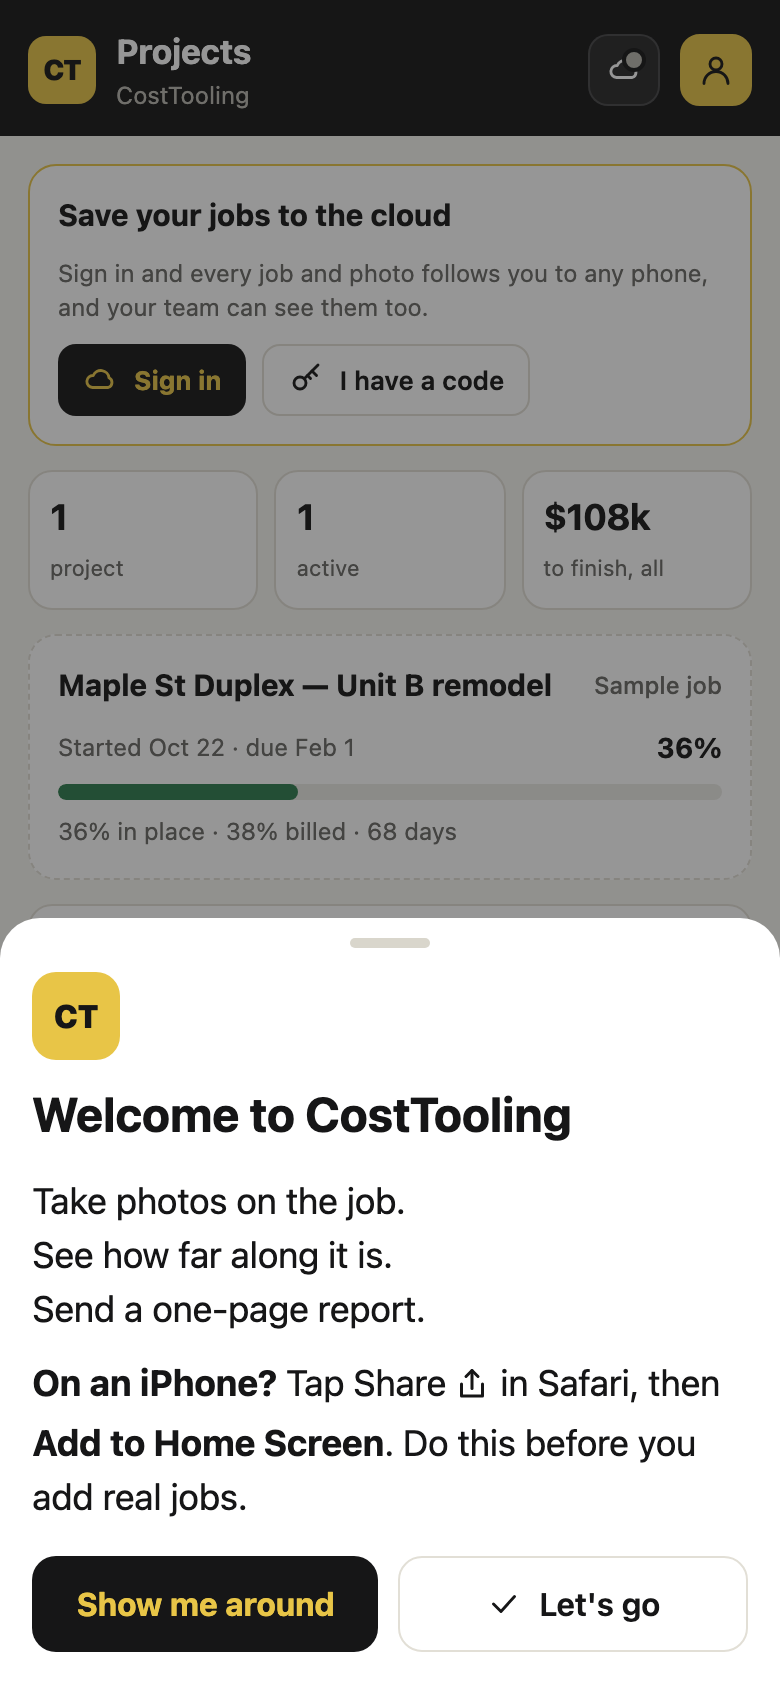 CT
Projects
CostTooling
Save your jobs to the cloud
Sign in and every job and photo follows you to any phone,
and your team can see them too.
Sign in
I have a code
1
project
1
active
$108k
to finish, all
Maple St Duplex — Unit B remodel
Sample job
Started Oct 22 · due Feb 1
36%
36% in place · 38% billed · 68 days
CT
Welcome to CostTooling
Take photos on the job.
See how far along it is.
Send a one-page report.
On an iPhone? Tap Share in Safari, then
Add to Home Screen. Do this before you
add real jobs.
Show me around
Let's go